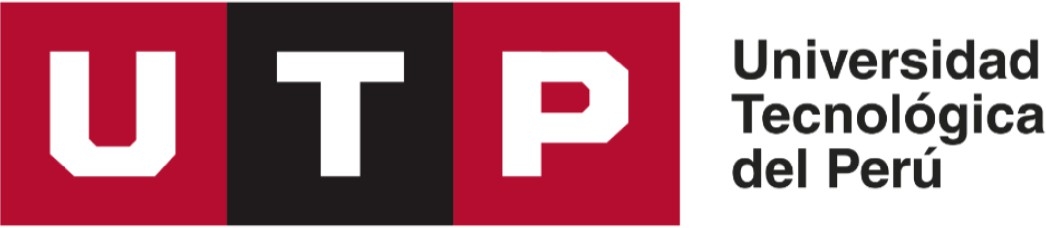 UTP
Universidad
Tecnológica
del Perú